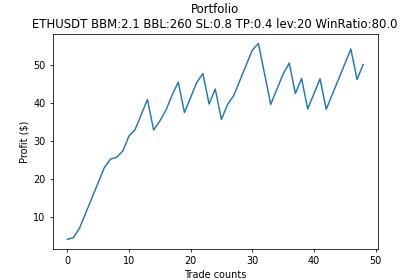 Portfolio
ETHUSDT BBM:2.1 BBL:260 SL:0.8 TP:0.4 lev:20 WinRatio:80.0
50
40
30
20
10
Profit ($)
0 10 20 30 40 50
Trade counts